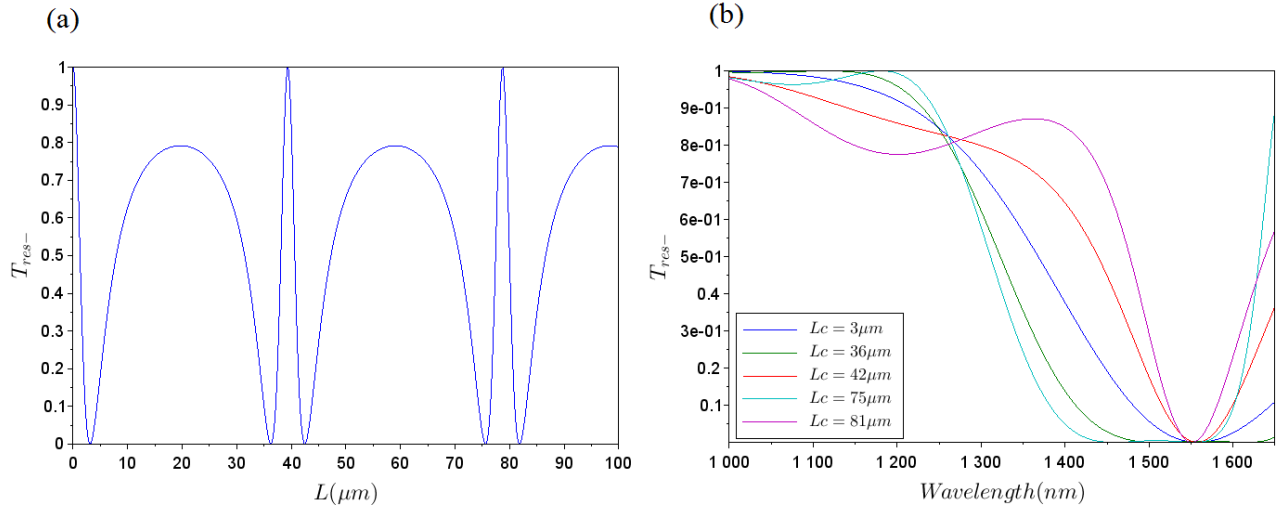 (a)
(b)
1
0.9
0.8
0.7
0.6
0.5
0.4
0.3
0.2
0.1
0
T_{res-}
0 10 20 30 40 50 60 70 80 90 100
L(μm)
1
9e-01
0.8
7e-01
6e-01
5e-01
0.4
3e-01
0.2
0.1
T_{res-}
Lc = 3μm
Lc = 36μm
Lc = 42μm
Lc = 75μm
Lc = 81μm
1 000 1 100 1 200 1 300 1 400 1 500 1 600
Wavelength(nm)